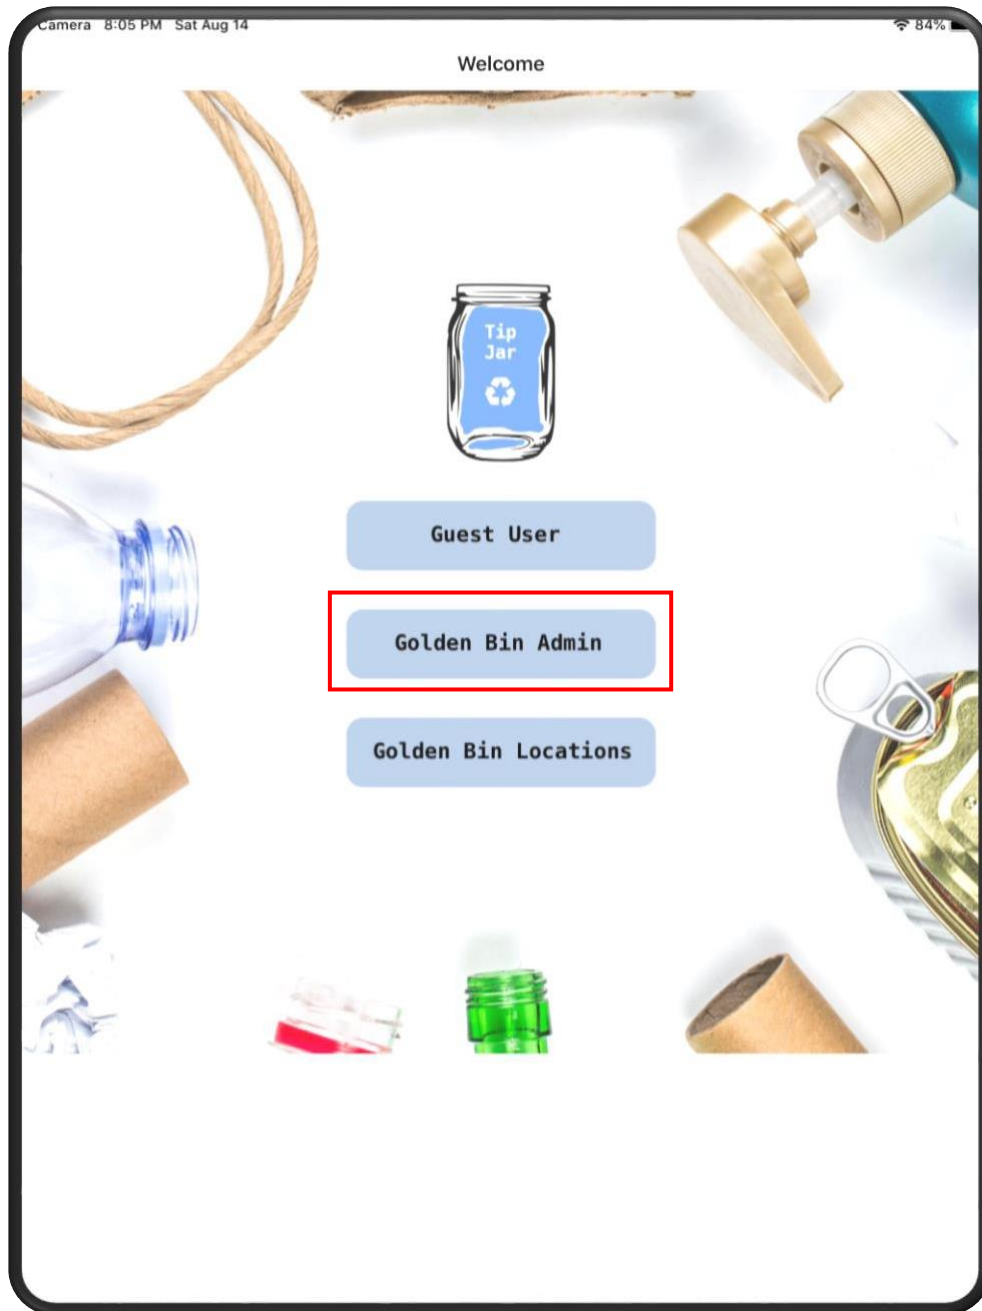 Camera 8:05 PM Sat Aug 14 84%
Welcome
Tip
Jar
Guest User
Golden Bin Admin
Golden Bin Locations